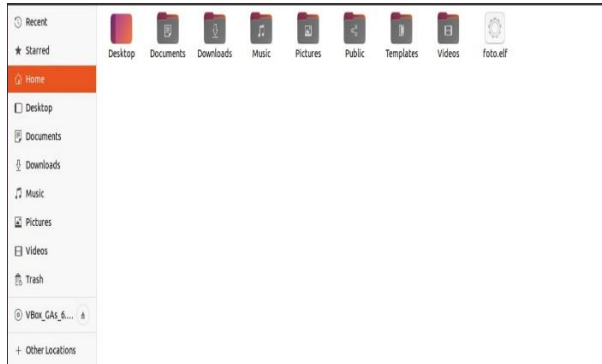 Recent
Starred
Home
Desktop
Documents
Downloads
Music
Pictures
Videos
Trash
VBox_GAs_6....
+ Other Locations
Desktop
Documents
Downloads
Music
Pictures
Public
Templates
Videos
foto.elf